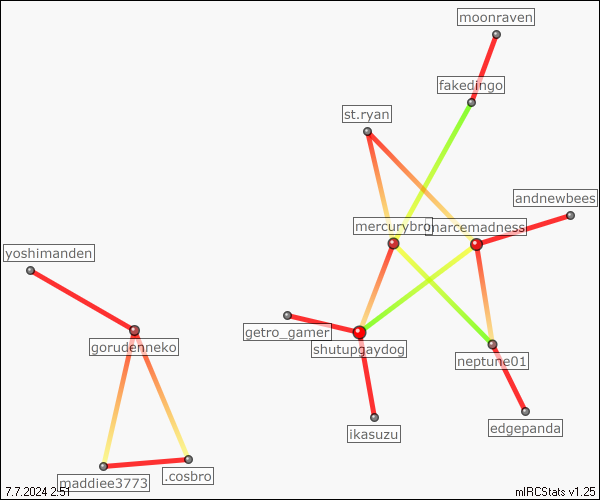 moonraven
fakedingo
st.ryan
andnewbees
mercurybro
marcemadness
yoshimanden
getro_gamer
gorudenneko
shutupgaydog
neptune01
edgepanda
ikasuzu
.cosbro
maddiee3773
7.7.2024 2:51
mIRCStats v1.25